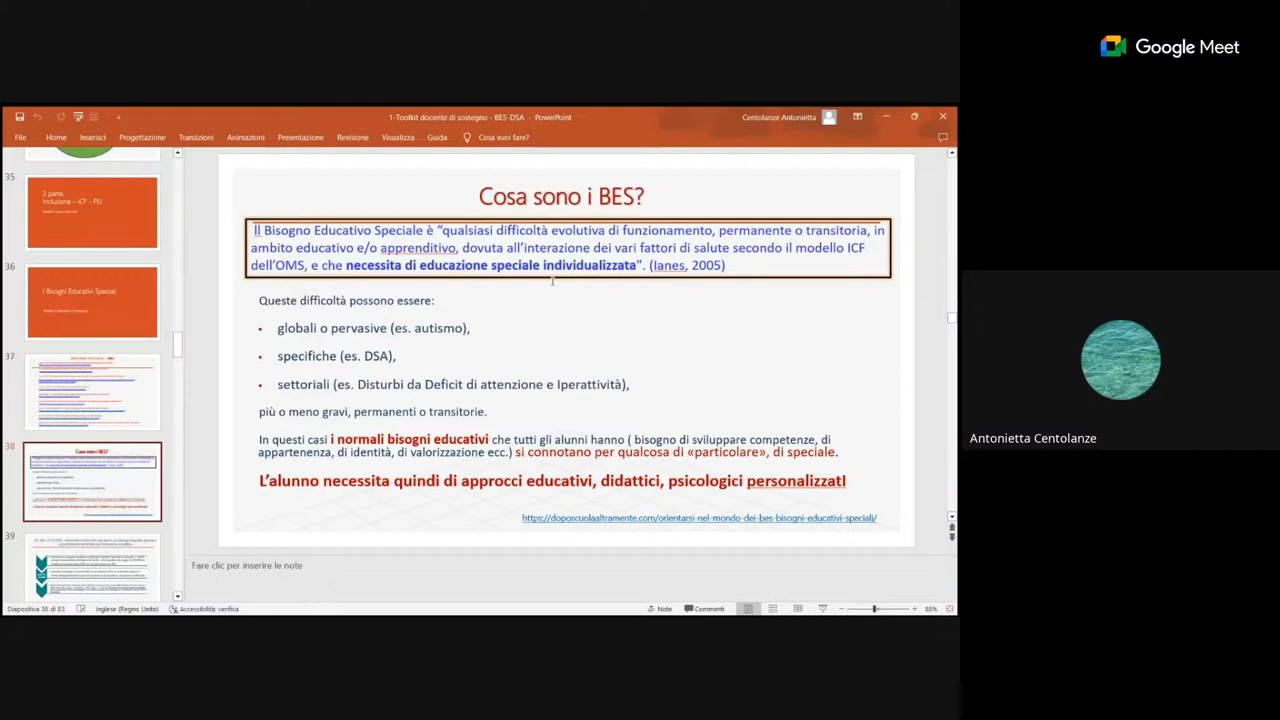 Google Meet
1-Toolkit docente di sostegno - BES-DSA - PowerPoint
Centolanze Antonietta
File Home Inserisci Progettazione Transizioni Animazioni Presentazione Revisione Visualizza Guida Cosa vuoi fare?
35
2 parte
Inclusione – ICF - PEI
36
I Bisogni Educativi Speciali
37
38
Cosa sono i BES?
39
Cosa sono i BES?
Il Bisogno Educativo Speciale è “qualsiasi difficoltà evolutiva di funzionamento, permanente o transitoria, in
ambito educativo e/o apprenditivo, dovuta all’interazione dei vari fattori di salute secondo il modello ICF
dell’OMS, e che necessita di educazione speciale individualizzata". (Ianes, 2005)
Queste difficoltà possono essere:
▪ globali o pervasive (es. autismo),
▪ specifiche (es. DSA),
▪ settoriali (es. Disturbi da Deficit di attenzione e Iperattività),
più o meno gravi, permanenti o transitorie.
In questi casi i normali bisogni educativi che tutti gli alunni hanno ( bisogno di sviluppare competenze, di
appartenenza, di identità, di valorizzazione ecc.) si connotano per qualcosa di «particolare», di speciale.
L’alunno necessita quindi di approcci educativi, didattici, psicologici personalizzatI
https://doposcuolaaltramente.com/orientarsi-nel-mondo-dei-bes-bisogni-educativi-speciali/
Fare clic per inserire le note
Diapositiva 38 di 83 Inglese (Regno Unito) Accessibilità: verifica Note Commenti 88%
Antonietta Centolanze